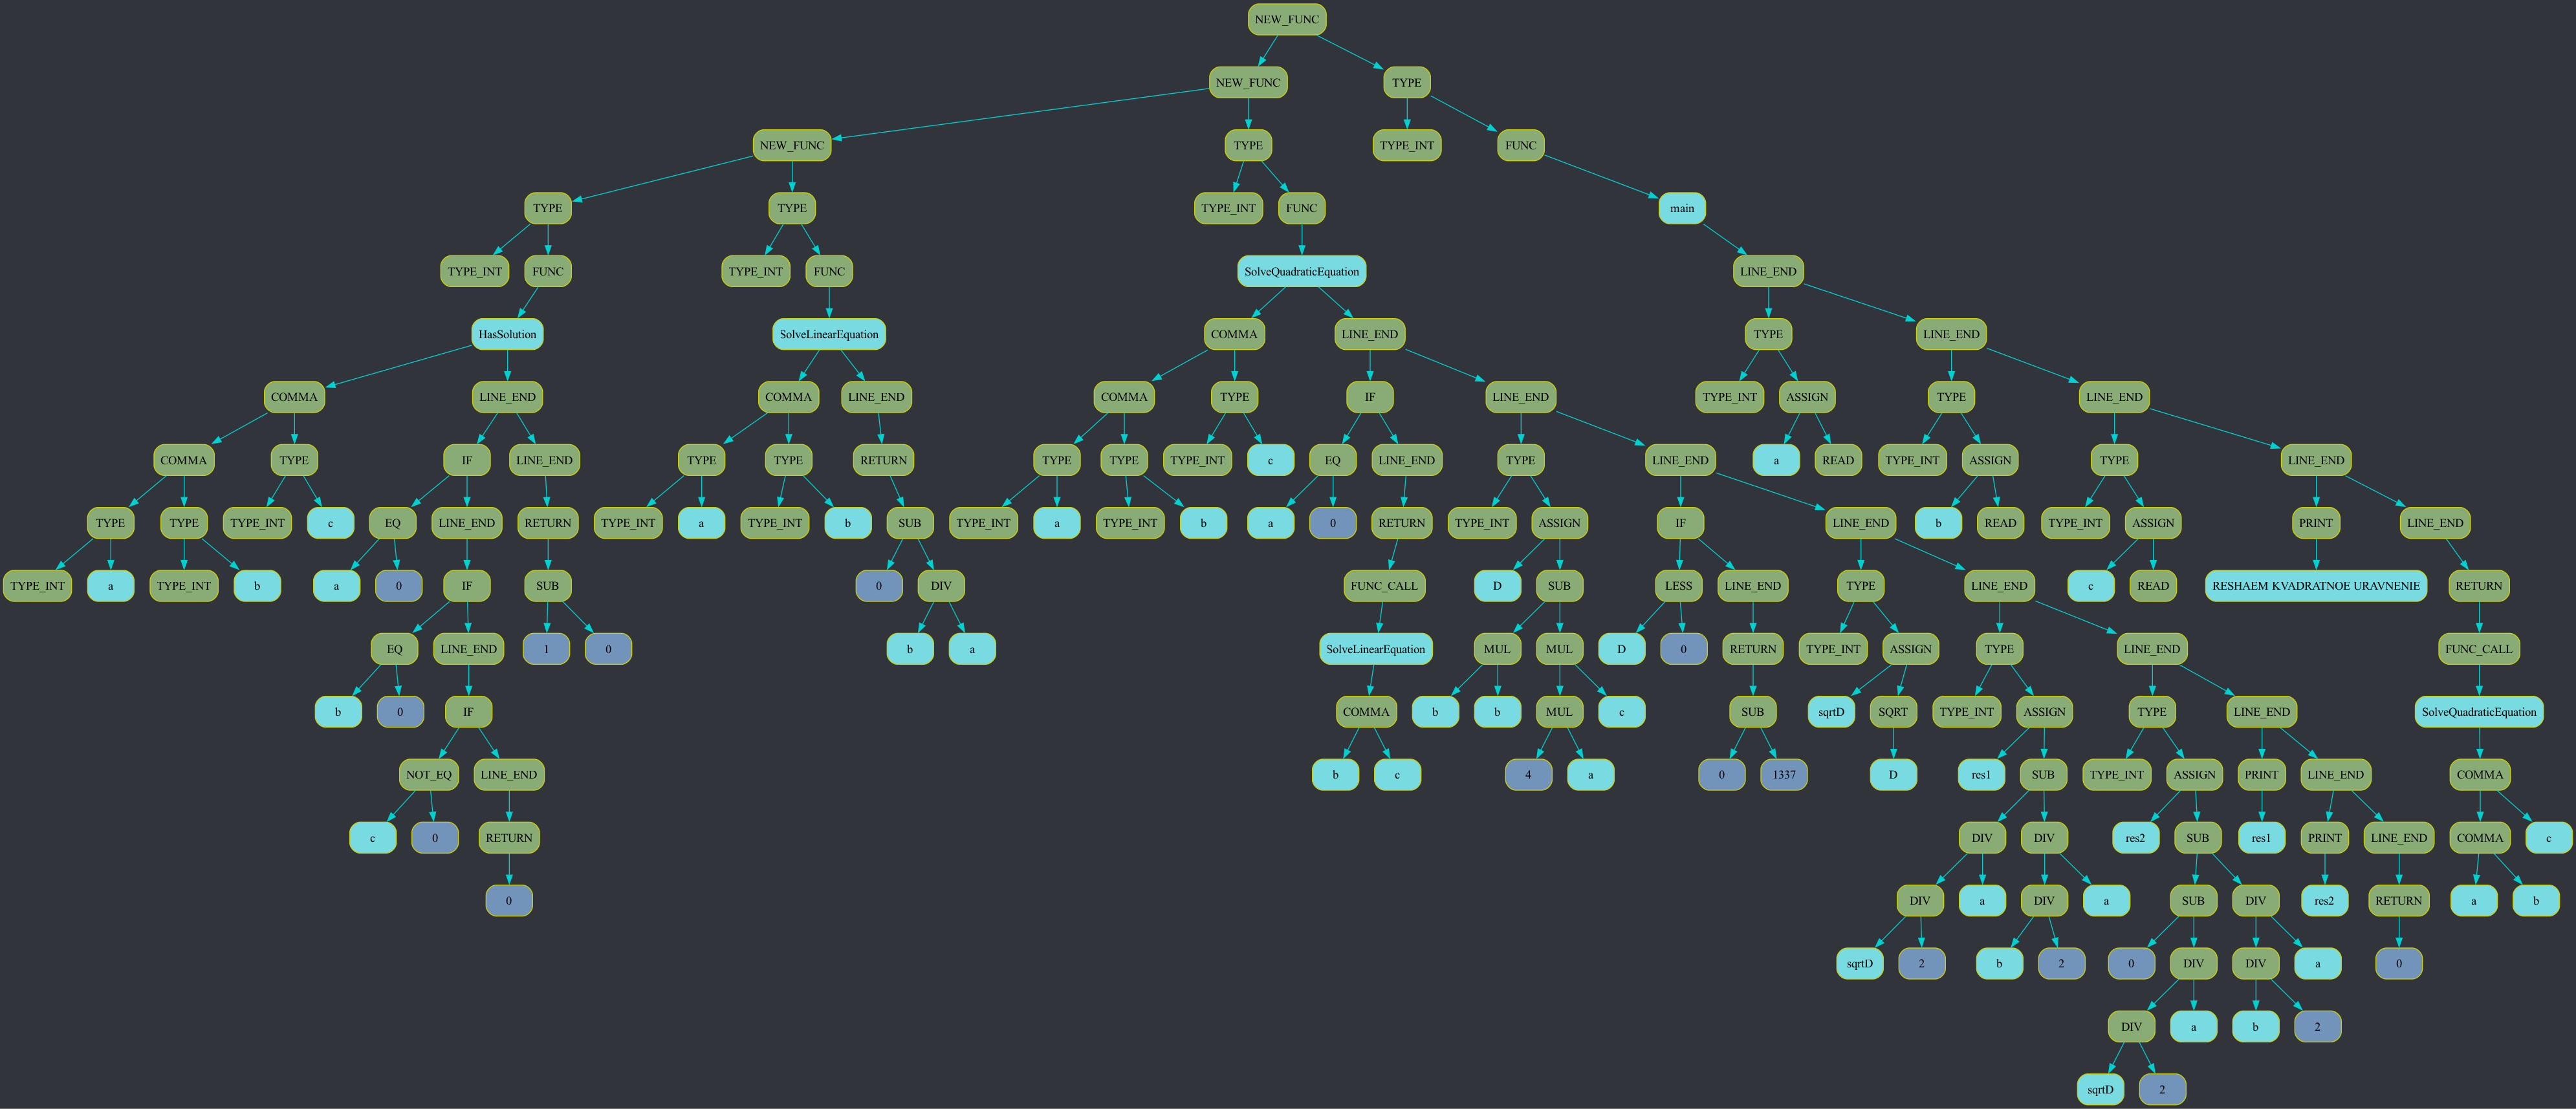 NEW_FUNC
NEW_FUNC TYPE
NEW_FUNC TYPE TYPE_INT FUNC
TYPE TYPE TYPE_INT FUNC main
TYPE_INT FUNC TYPE_INT FUNC SolveQuadraticEquation LINE_END
HasSolution SolveLinearEquation COMMA LINE_END TYPE LINE_END
COMMA LINE_END COMMA LINE_END COMMA TYPE IF LINE_END TYPE_INT ASSIGN TYPE LINE_END
COMMA TYPE IF LINE_END TYPE TYPE RETURN TYPE TYPE TYPE_INT c EQ LINE_END TYPE LINE_END a READ TYPE_INT ASSIGN TYPE LINE_END
TYPE TYPE TYPE_INT c EQ LINE_END RETURN TYPE_INT a TYPE_INT b SUB TYPE_INT a TYPE_INT b a 0 RETURN TYPE_INT ASSIGN IF LINE_END b READ TYPE_INT ASSIGN PRINT LINE_END
TYPE_INT a TYPE_INT b a 0 IF SUB 0 DIV FUNC_CALL D SUB LESS LINE_END TYPE LINE_END c READ RESHAEM KVADRATNOE URAVNENIE RETURN
EQ LINE_END 1 0 b a SolveLinearEquation MUL MUL D 0 RETURN TYPE_INT ASSIGN TYPE LINE_END FUNC_CALL
b 0 IF COMMA b b MUL c SUB sqrtD SQRT TYPE_INT ASSIGN TYPE LINE_END SolveQuadraticEquation
NOT_EQ LINE_END b c 4 a 0 1337 D res1 SUB TYPE_INT ASSIGN PRINT LINE_END COMMA
c 0 RETURN DIV DIV res2 SUB res1 PRINT LINE_END COMMA c
0 DIV a DIV a SUB DIV res2 RETURN a b
sqrtD 2 b 2 0 DIV DIV a 0
DIV a b 2
sqrtD 2